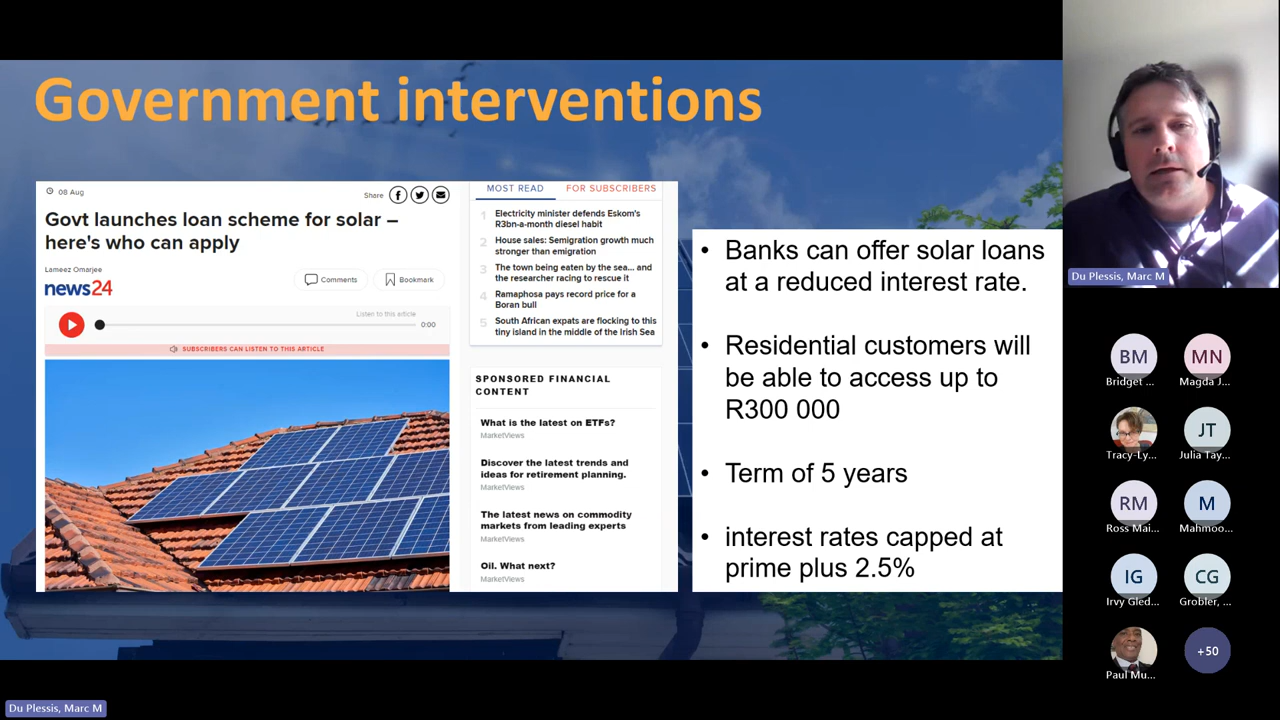 Government interventions
08 Aug
Share
Govt launches loan scheme for solar –
here's who can apply
Lameez Omarjee
news24
Comments
Bookmark
Listen to this article
0:00
SUBSCRIBERS CAN LISTEN TO THIS ARTICLE
MOST READ
FOR SUBSCRIBERS
1 Electricity minister defends Eskom's
R3bn-a-month diesel habit
2 House sales: Semigration growth much
stronger than emigration
3 The town being eaten by the sea... and
the researcher racing to rescue it
4 Ramaphosa pays record price for a
Boran bull
5 South African expats are flocking to this
tiny island in the middle of the Irish Sea
SPONSORED FINANCIAL
CONTENT
What is the latest on ETFs?
MarketViews
Discover the latest trends and
ideas for retirement planning.
MarketViews
The latest news on commodity
markets from leading experts
MarketViews
Oil. What next?
MarketViews
• Banks can offer solar loans
at a reduced interest rate.
• Residential customers will
be able to access up to
R300 000
• Term of 5 years
• interest rates capped at
prime plus 2.5%
Du Plessis, Marc M
BM
Bridget ...
MN
Magda J...
Tracy-Ly...
JT
Julia Tay...
RM
Ross Mai...
M
Mahmoo...
IG
Irvy Gled...
CG
Grobler, ...
Paul Mu...
+50
Du Plessis, Marc M